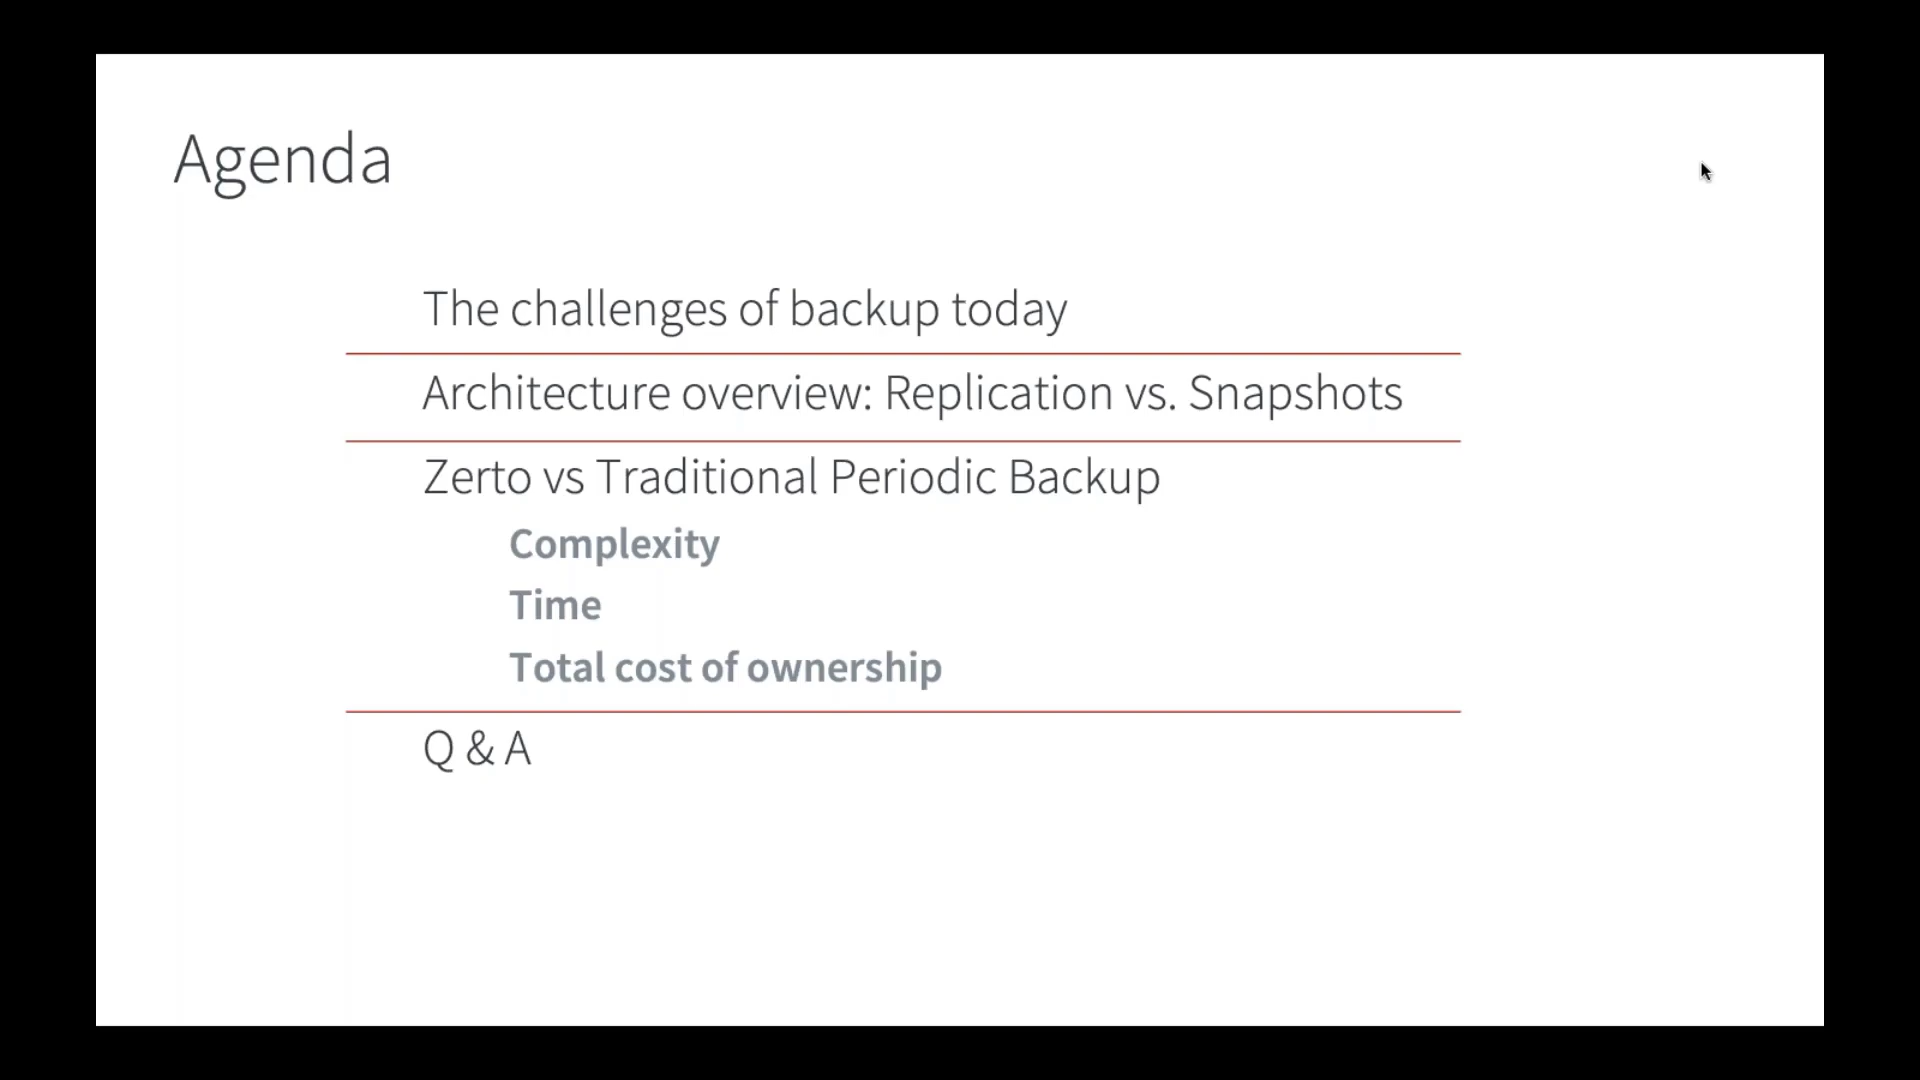 Agenda
The challenges of backup today
Architecture overview: Replication vs. Snapshots
Zerto vs Traditional Periodic Backup
Complexity
Time
Total cost of ownership
Q & A